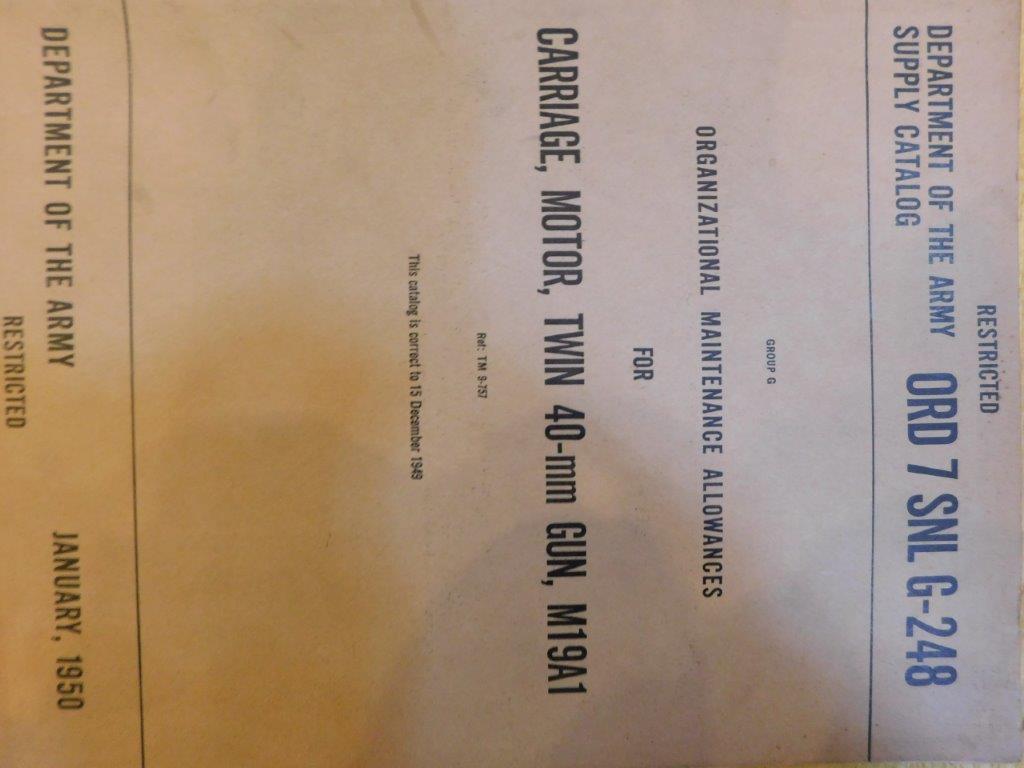 RESTRICTED
DEPARTMENT OF THE ARMY ORD 7 SNL G-248
SUPPLY CATALOG
GROUP G
ORGANIZATIONAL MAINTENANCE ALLOWANCES
FOR
CARRIAGE, MOTOR, TWIN 40-mm GUN, M19A1
Ref: TM 9-757
This catalog is correct to 15 December 1949
DEPARTMENT OF THE ARMY JANUARY, 1950
RESTRICTED